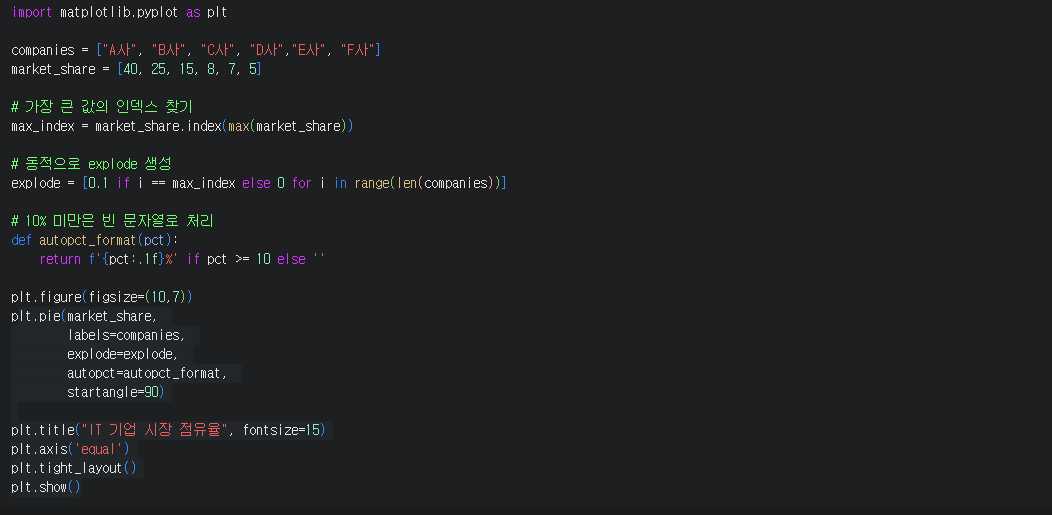 import matplotlib.pyplot as plt
companies = ["A사", "B사", "C사", "D사","E사", "F사"]
market_share = [40, 25, 15, 8, 7, 5]
# 가장 큰 값의 인덱스 찾기
max_index = market_share.index(max(market_share))
# 동적으로 explode 생성
explode = [0.1 if i == max_index else 0 for i in range(len(companies))]
# 10% 미만은 빈 문자열로 처리
def autopct_format(pct):
    return f'{pct:.1f}%' if pct >= 10 else ''
plt.figure(figsize=(10,7))
plt.pie(market_share,
        labels=companies,
        explode=explode,
        autopct=autopct_format,
        startangle=90)
plt.title("IT 기업 시장 점유율", fontsize=15)
plt.axis('equal')
plt.tight_layout()
plt.show()